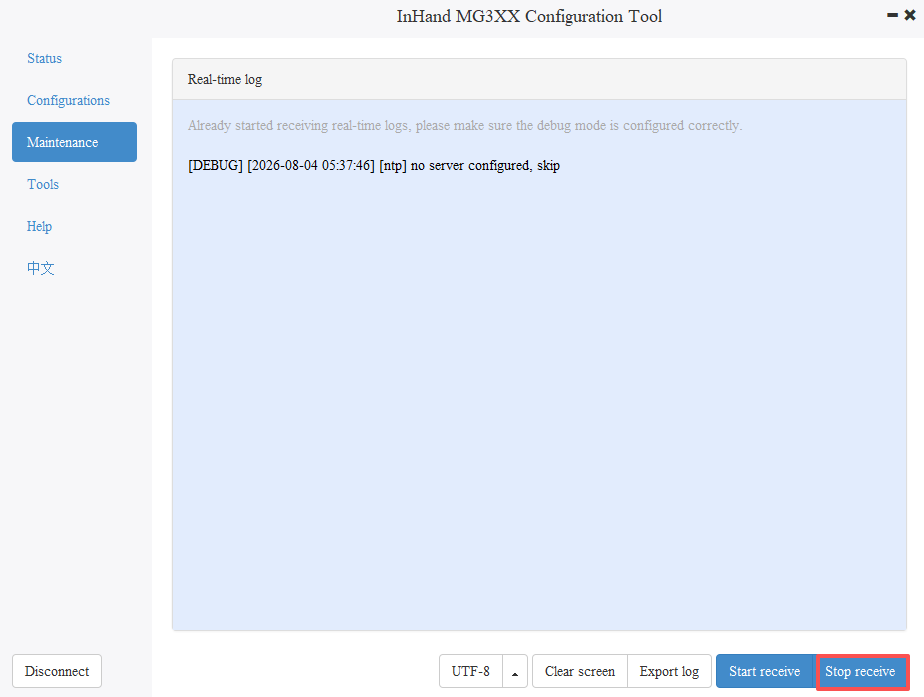 InHand MG3XX Configuration Tool
Status
Configurations
Maintenance
Tools
Help
中文
Real-time log
Already started receiving real-time logs, please make sure the debug mode is configured correctly.
[DEBUG] [2026-08-04 05:37:46] [ntp] no server configured, skip
Disconnect
UTF-8
Clear screen
Export log
Start receive
Stop receive